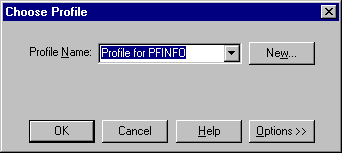 Choose Profile
Profile Name: Profile for PFINFO New...
OK Cancel Help Options >>